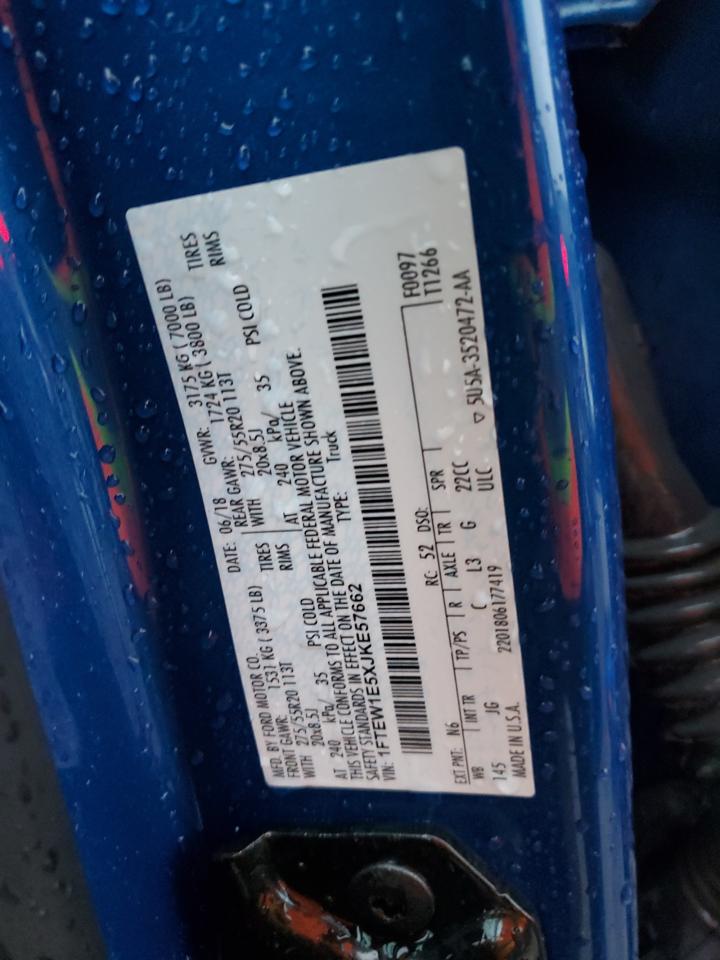 MFD. BY FORD MOTOR CO.
DATE: 06/18 GVWR: 3175 KG ( 7000 LB)
FRONT GAWR: 1531 KG ( 3375 LB) REAR GAWR: 1724 KG ( 3800 LB)
WITH 275/55R20 113T TIRES WITH 275/55R20 113T TIRES
20x8.5J RIMS 20x8.5J RIMS
AT 240 kPa/ 35 PSI COLD AT 240 kPa/ 35 PSI COLD
THIS VEHICLE CONFORMS TO ALL APPLICABLE FEDERAL MOTOR VEHICLE
SAFETY STANDARDS IN EFFECT ON THE DATE OF MANUFACTURE SHOWN ABOVE.
VIN: 1FTEW1E5XJKE57662 TYPE: Truck
F0097
T1266
EXT PNT: N6 RC: 52 DSO:
WB INT TR TP/PS R AXLE TR SPR
145 JG C L3 G 22CC
MADE IN U.S.A. 2201806177419 ULC ▽ 5U5A-3520472-AA